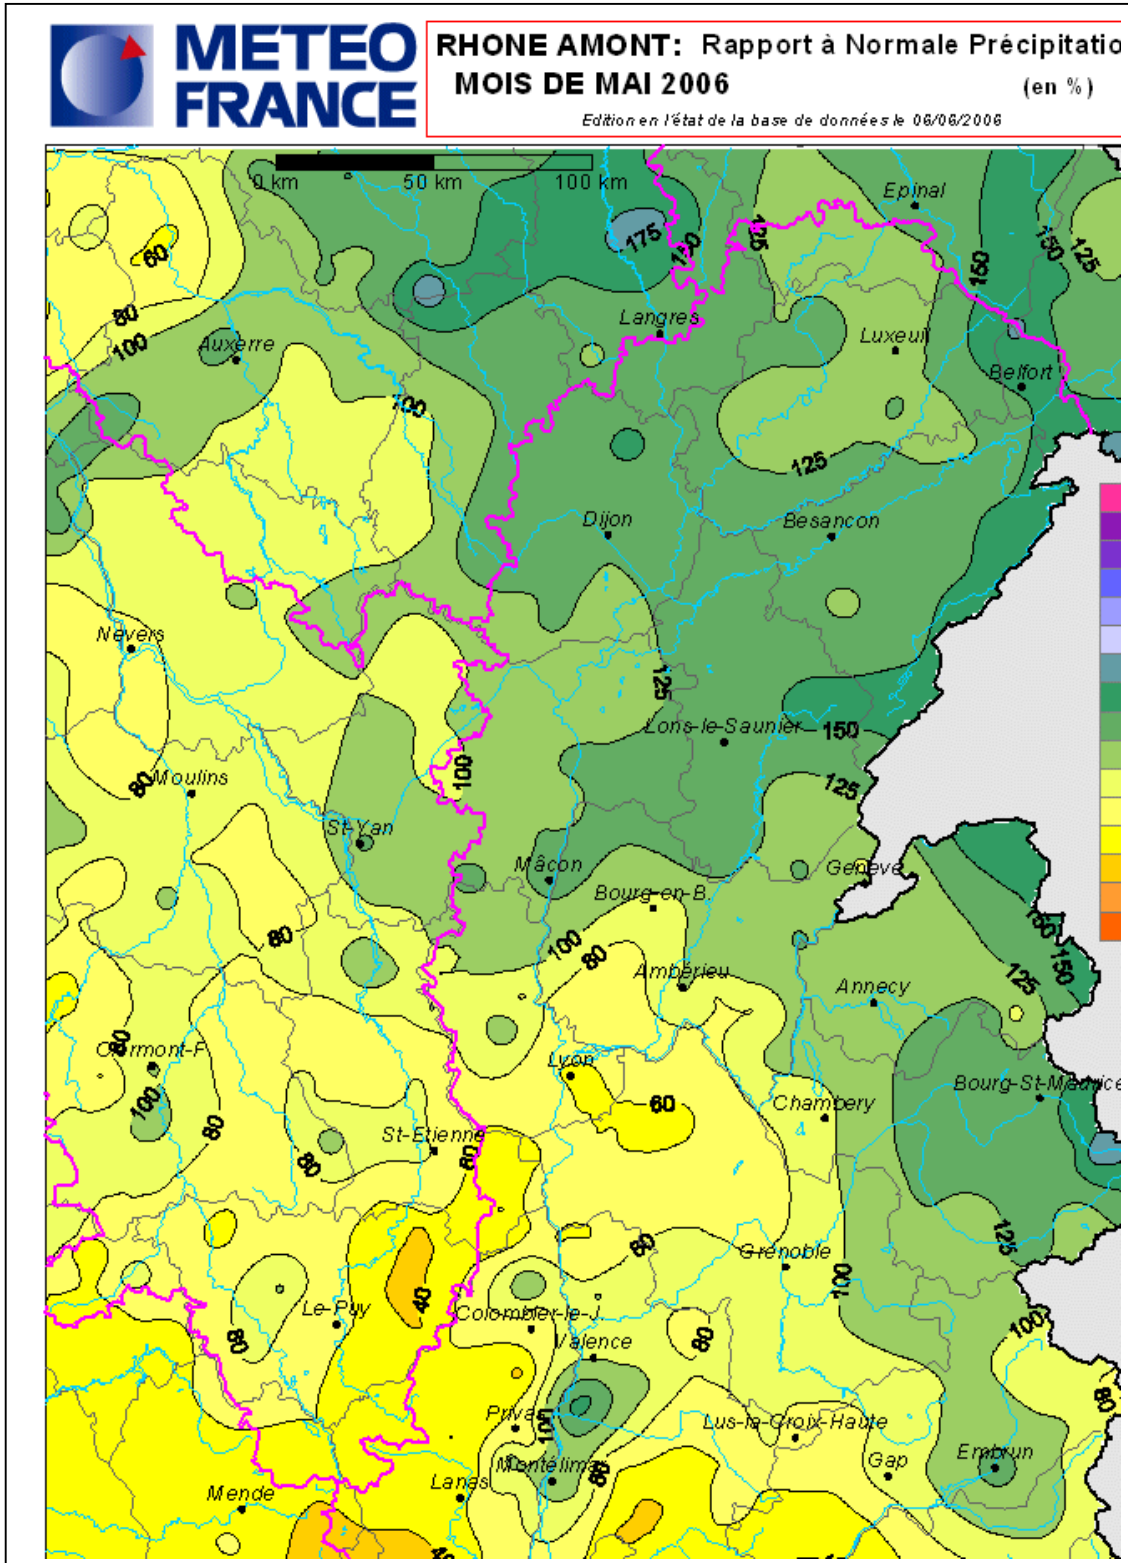 METEO
FRANCE
RHONE AMONT: Rapport à Normale Précipitatio
MOIS DE MAI 2006 (en %)
Edition en l'état de la base de données le 06/06/2006
0 km 50 km 100 km
Epinal
175
150
125
150
150
125
60
80
100
Langres
Auxerre
Luxeuil
Belfort
100
125
Dijon
Besancon
Nevers
125
Lons-le-Saunier
150
80
Moulins
100
125
St-Yan
Mâcon
Genève
Bourg-en-B.
80
100
80
150
150
125
Ambérieu
Annecy
80
Clermont-F
Lyon
100
60
Bourg-St-Maurice
Chambery
80
St-Etienne
80
80
125
80
Grenoble
100
40
Le-Puy
Colombier-le-J.
80
Valence
80
100
80
Privas
100
Lus-la-Croix-Haute
Montélimar
80
Gap
Embrun
Mende
Lanas
40